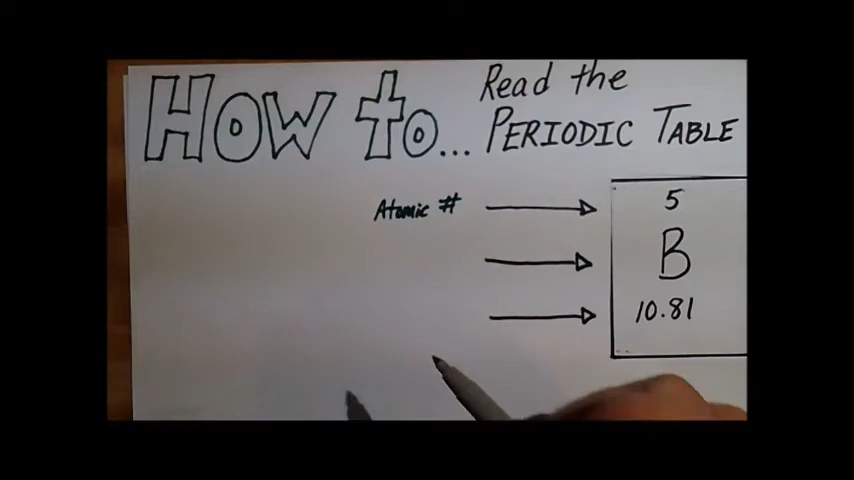 How to... Read the
PERIODIC TABLE
Atomic #
5
B
10.81